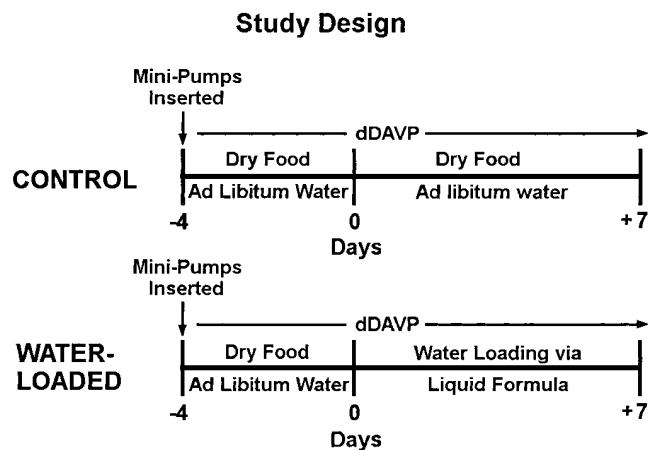 Study Design
Mini-Pumps
Inserted
dDAVP
CONTROL
Dry Food
Dry Food
Ad Libitum Water
Ad libitum water
-4
0
+7
Days
Mini-Pumps
Inserted
dDAVP
WATER-
LOADED
Dry Food
Water Loading via
Ad Libitum Water
Liquid Formula
-4
0
+7
Days